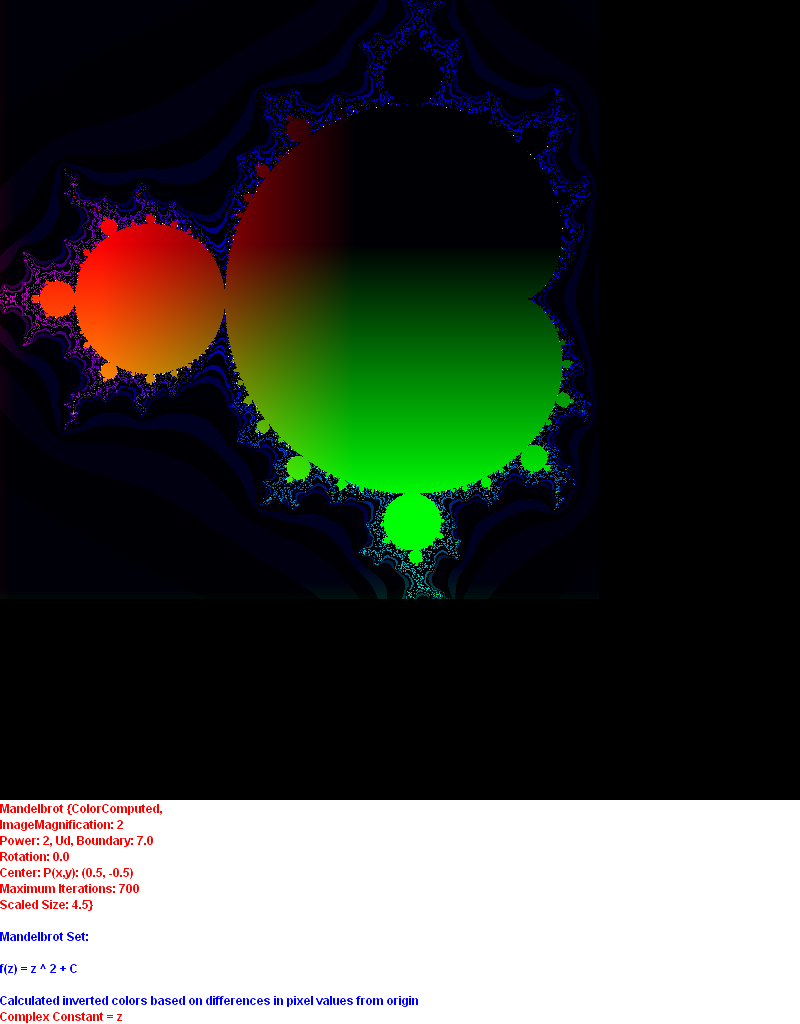 Mandelbrot {ColorComputed,
ImageMagnification: 2
Power: 2, Ud, Boundary: 7.0
Rotation: 0.0
Center: P(x,y): (0.5, -0.5)
Maximum Iterations: 700
Scaled Size: 4.5}
Mandelbrot Set:
f(z) = z ^ 2 + C
Calculated inverted colors based on differences in pixel values from origin
Complex Constant = z